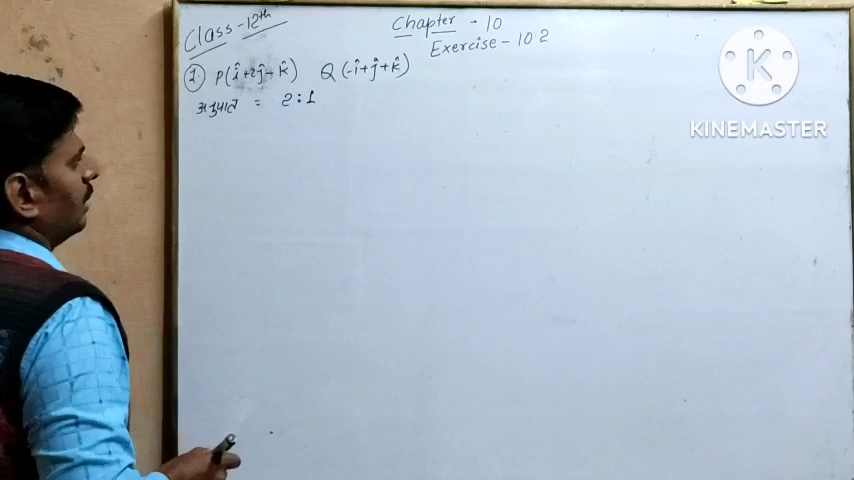 Class - 12th
Chapter - 10
Exercise - 10.2
1. P(î+2ĵ-k̂) Q(-î+ĵ+k̂)
अनुपात = 2:1
K
KINEMASTER